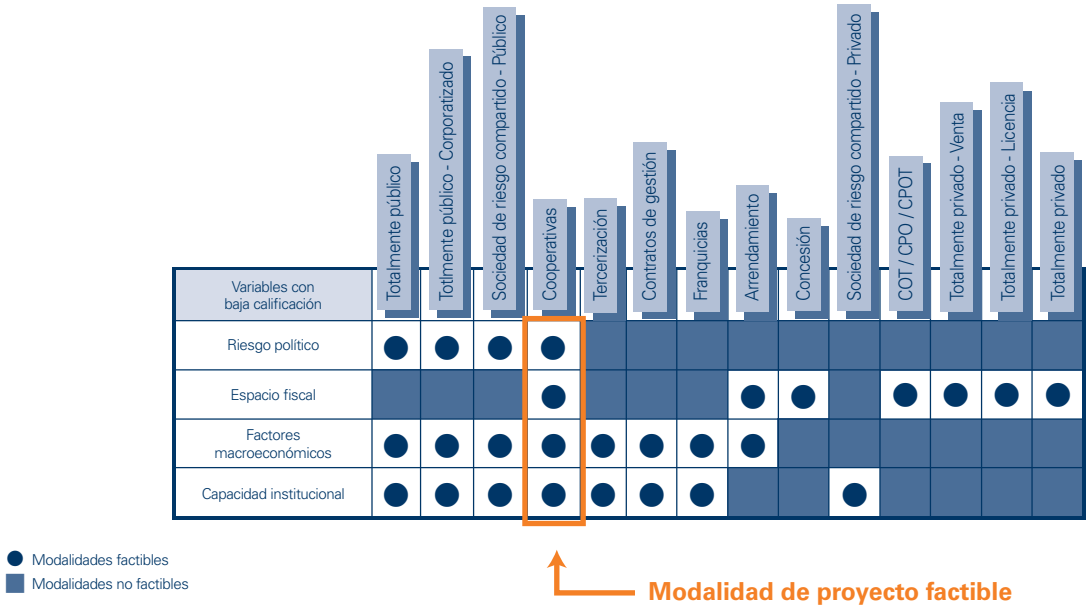 Totalmente público
Totlmente público - Corporatizado
Sociedad de riesgo compartido - Público
Cooperativas
Tercerización
Contratos de gestión
Franquicias
Arrendamiento
Concesión
Sociedad de riesgo compartido - Privado
COT / CPO / CPOT
Totalmente privado - Venta
Totalmente privado - Licencia
Totalmente privado
Variables con
baja calificación
Riesgo político
Espacio fiscal
Factores
macroeconómicos
Capacidad institucional
Modalidades factibles
Modalidades no factibles
Modalidad de proyecto factible